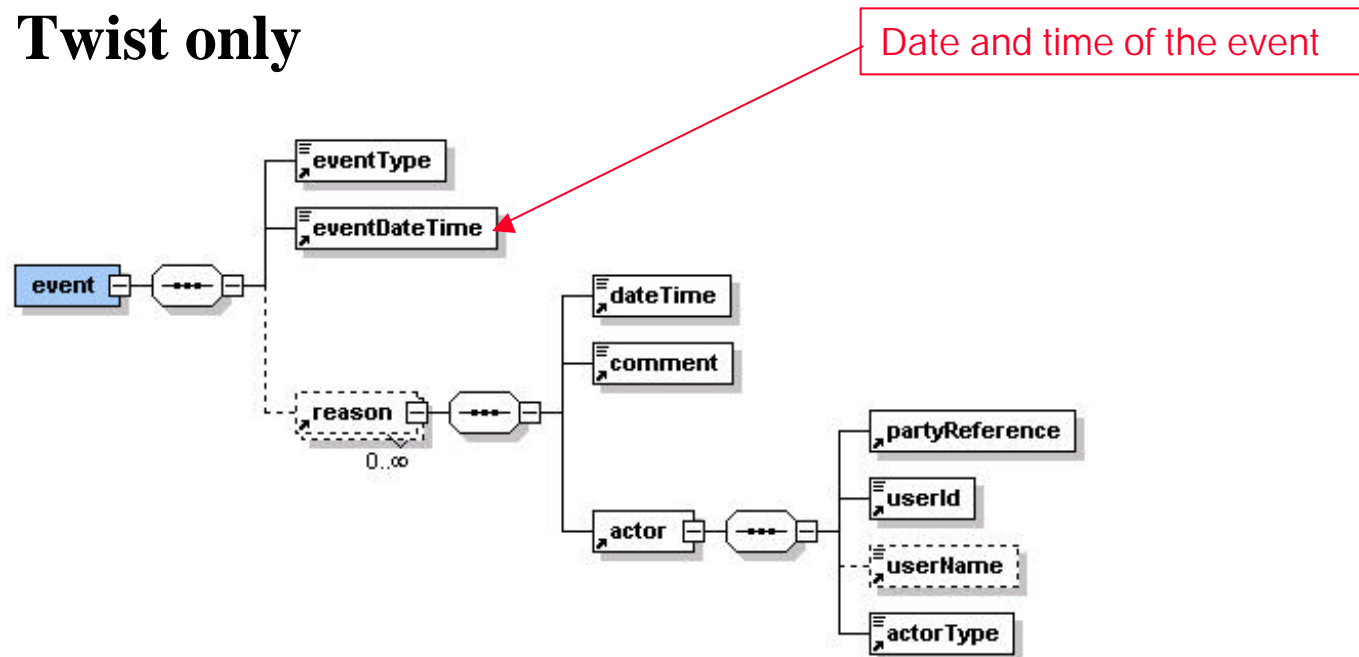 Twist only
Date and time of the event
eventType
eventDateTime
event
dateTime
comment
reason
0..∞
partyReference
userId
actor
userName
actorType